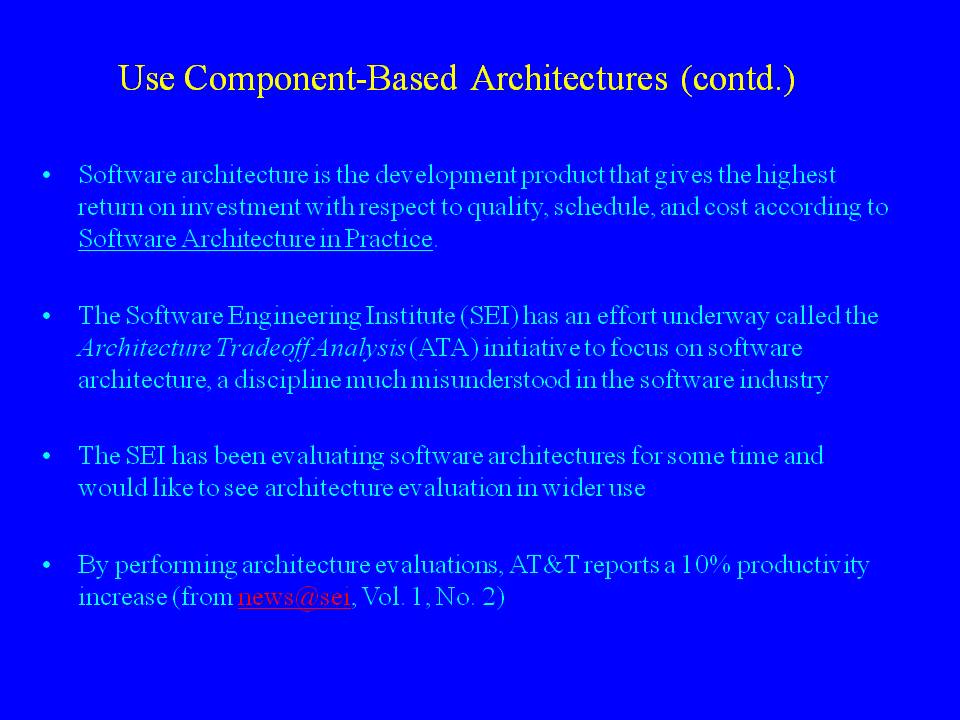 Use Component-Based Architectures (contd.)
• Software architecture is the development product that gives the highest
return on investment with respect to quality, schedule, and cost according to
Software Architecture in Practice.
• The Software Engineering Institute (SEI) has an effort underway called the
Architecture Tradeoff Analysis (ATA) initiative to focus on software
architecture, a discipline much misunderstood in the software industry
• The SEI has been evaluating software architectures for some time and
would like to see architecture evaluation in wider use
• By performing architecture evaluations, AT&T reports a 10% productivity
increase (from news@sei, Vol. 1, No. 2)